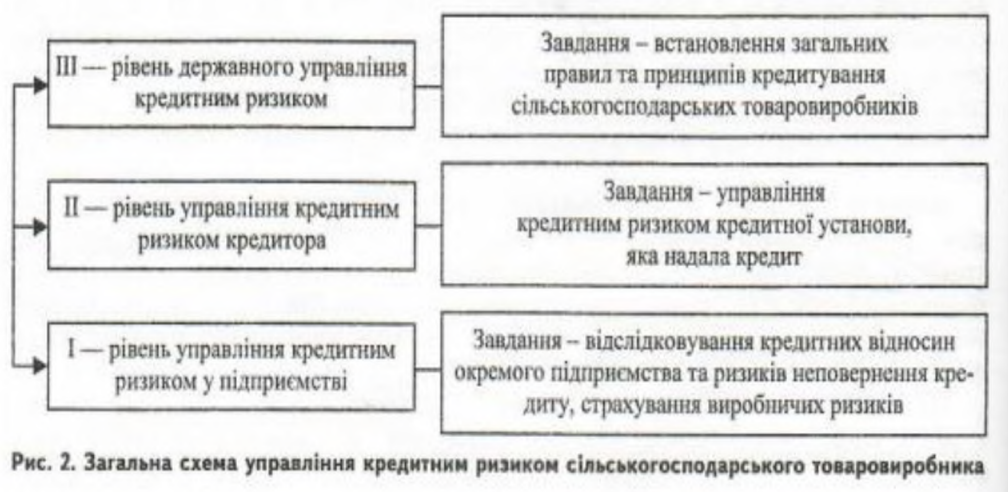 III — рівень державного управління
кредитним ризиком
Завдання – встановлення загальних
правил та принципів кредитування
сільськогосподарських товаровиробників
II — рівень управління кредитним
ризиком кредитора
Завдання – управління
кредитним ризиком кредитної установи,
яка надала кредит
I — рівень управління кредитним
ризиком у підприємстві
Завдання – відслідковування кредитних відносин
окремого підприємства та ризиків неповернення кре-
диту, страхування виробничих ризиків
Рис. 2. Загальна схема управління кредитним ризиком сільськогосподарського товаровиробника